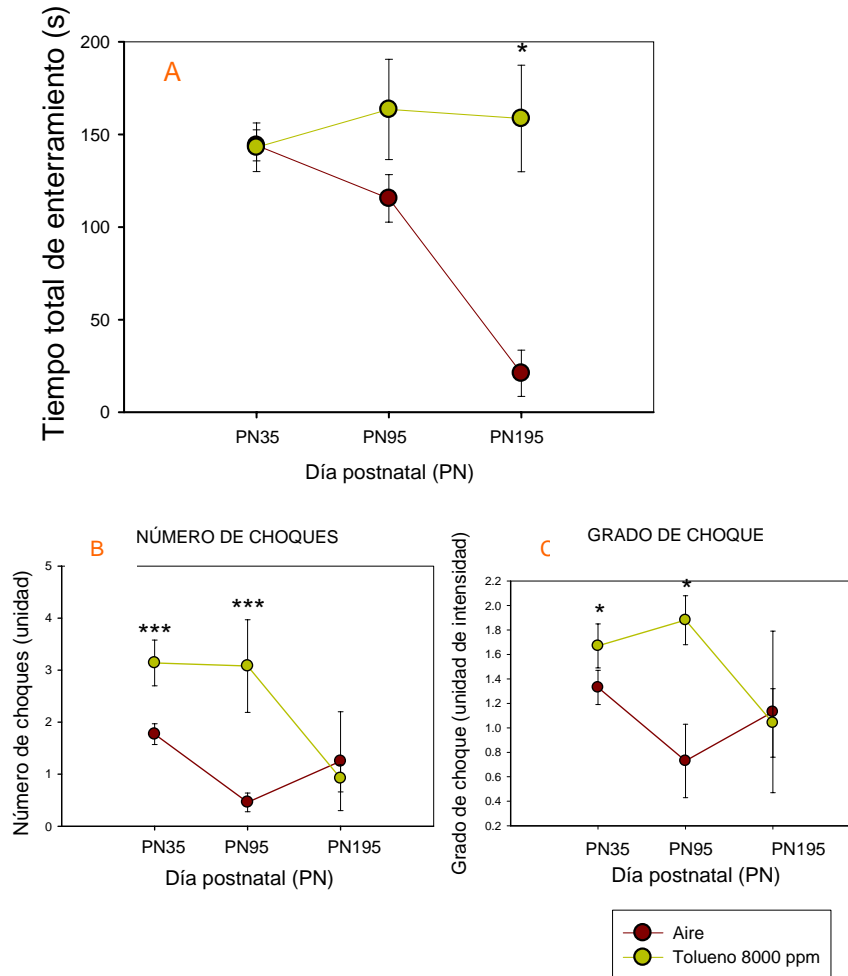 Tiempo total de enterramiento (s)
200
150
100
50
0
A
*
PN35 PN95 PN195
Día postnatal (PN)
B NÚMERO DE CHOQUES
Número de choques (unidad)
5
4
3
2
1
0
*** ***
PN35 PN95 PN195
Día postnatal (PN)
C GRADO DE CHOQUE
Grado de choque (unidad de intensidad)
2.2
2.0
1.8
1.6
1.4
1.2
1.0
0.8
0.6
0.4
0.2
* *
PN35 PN95 PN195
Día postnatal (PN)
Aire
Tolueno 8000 ppm